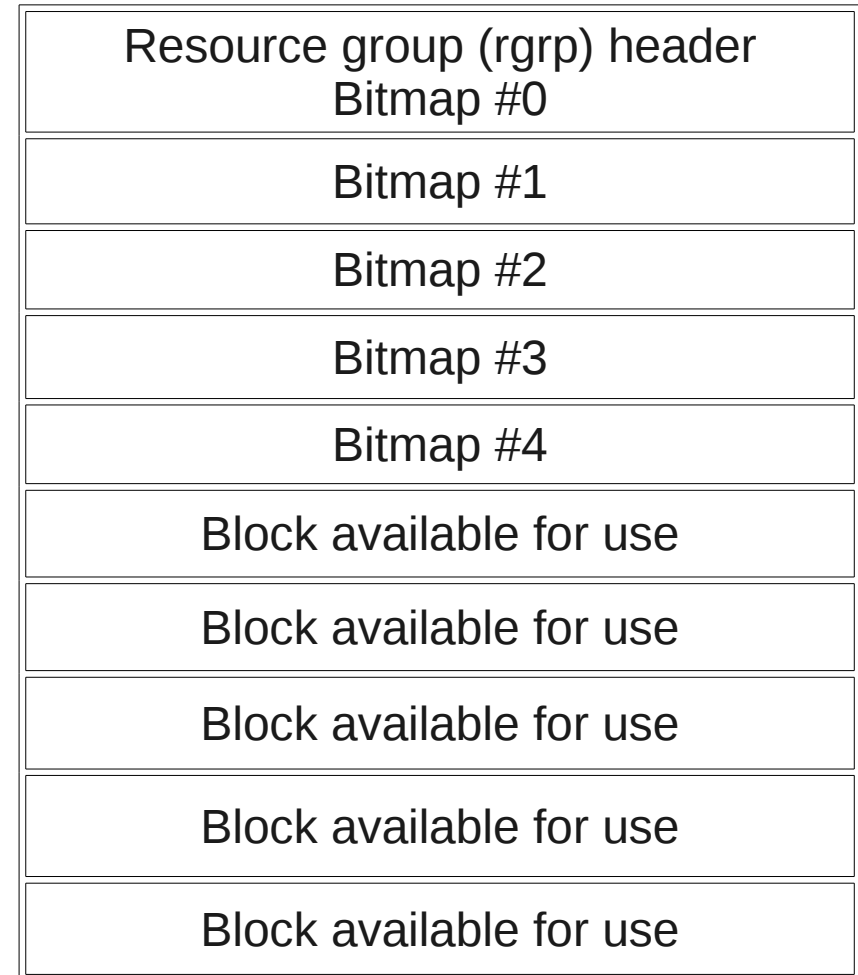 Resource group (rgrp) header
Bitmap #0
Bitmap #1
Bitmap #2
Bitmap #3
Bitmap #4
Block available for use
Block available for use
Block available for use
Block available for use
Block available for use